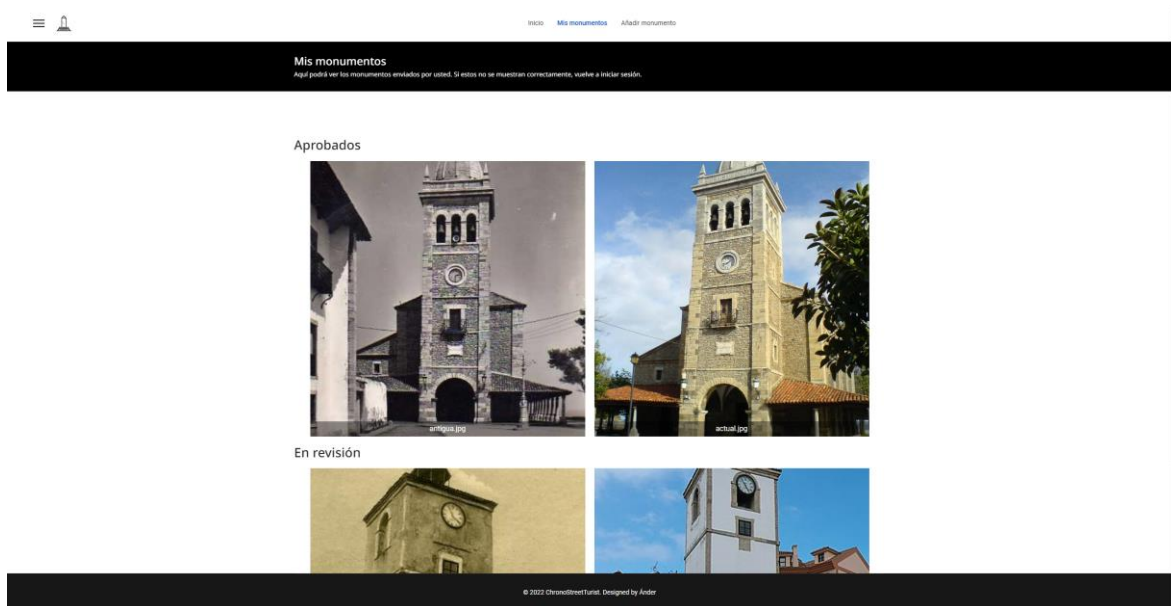 Inicio Mis monumentos Añadir monumento
Mis monumentos
Aquí podrá ver los monumentos enviados por usted. Si estos no se muestran correctamente, vuelve a iniciar sesión.
Aprobados
antigua.jpg actual.jpg
En revisión
© 2022 ChronoStreetTurist. Designed by Ánder